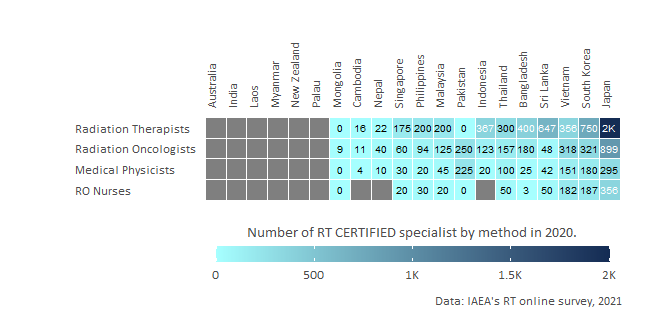 Australia
India
Laos
Myanmar
New Zealand
Palau
Mongolia
Cambodia
Nepal
Singapore
Philippines
Malaysia
Pakistan
Indonesia
Thailand
Bangladesh
Sri Lanka
Vietnam
South Korea
Japan
Radiation Therapists 0 16 22 175 200 200 0 367 300 400 647 356 750 2K
Radiation Oncologists 9 11 40 60 94 125 250 123 157 180 48 318 321 899
Medical Physicists 0 4 10 30 20 45 225 20 100 25 42 151 180 295
RO Nurses 0 20 30 20 0 50 3 50 182 187 356
Number of RT CERTIFIED specialist by method in 2020.
0 500 1K 1.5K 2K
Data: IAEA's RT online survey, 2021